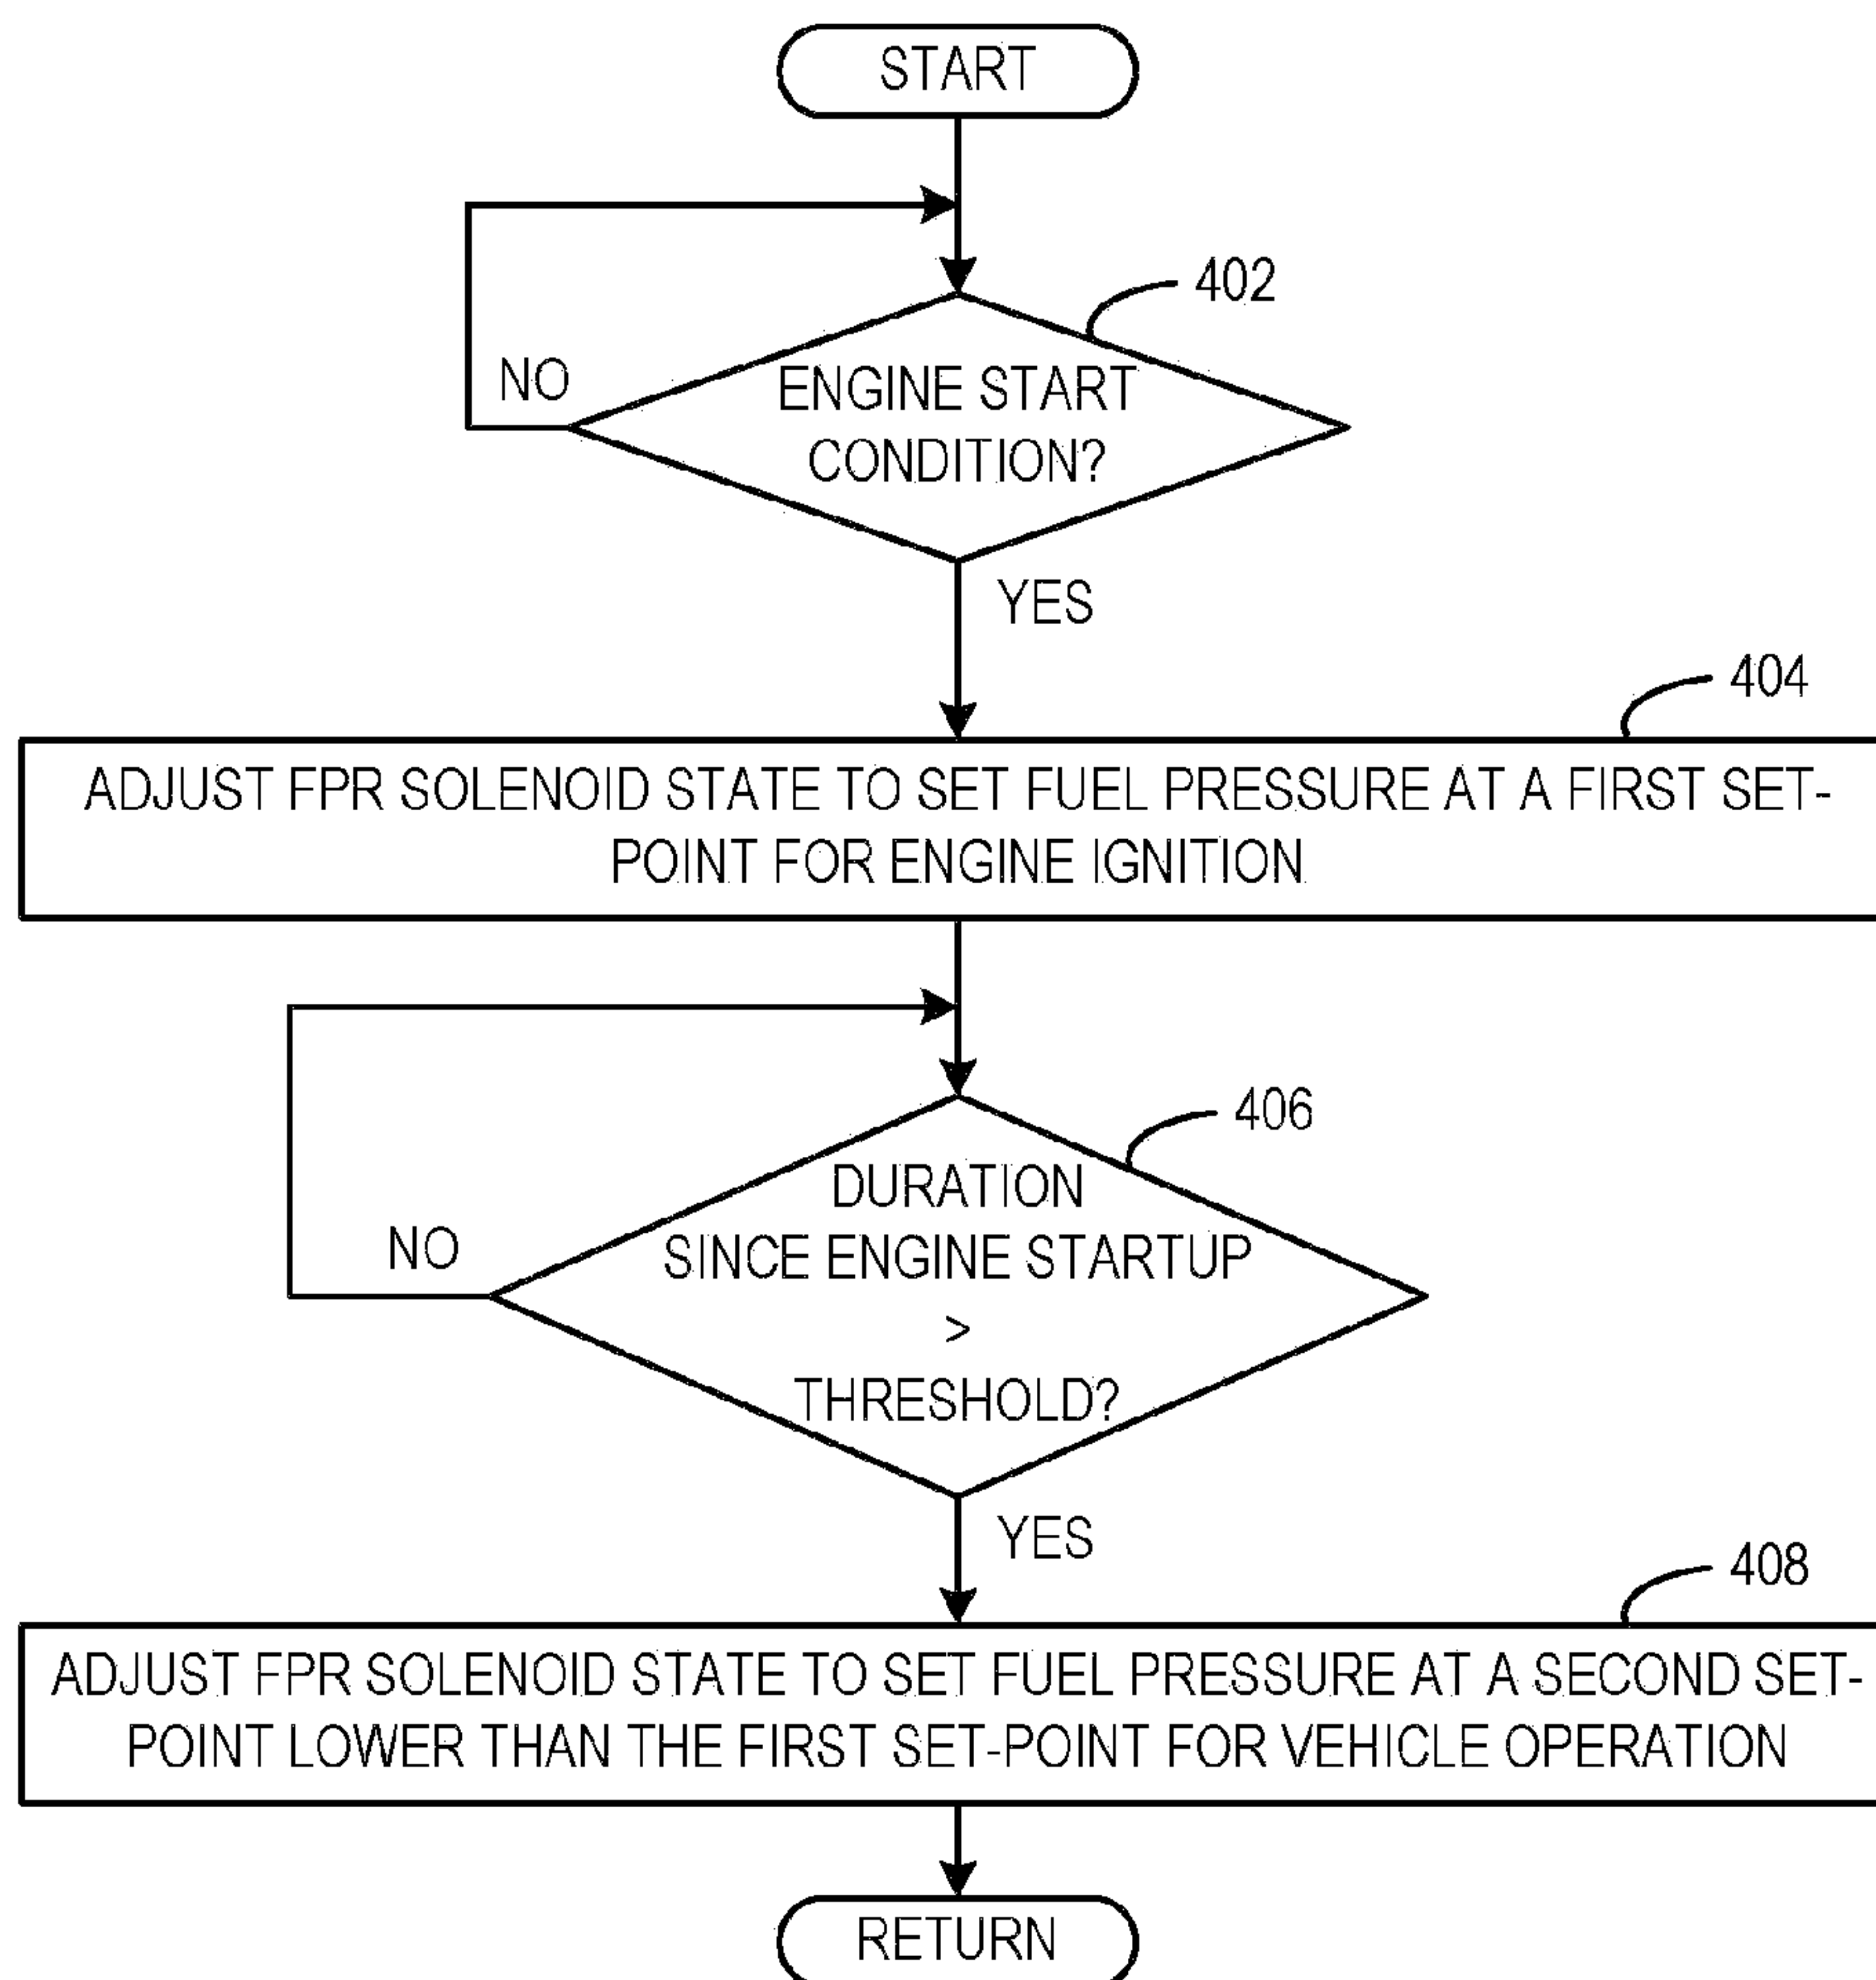 START
402
NO
ENGINE START
CONDITION?
YES
404
ADJUST FPR SOLENOID STATE TO SET FUEL PRESSURE AT A FIRST SET-
POINT FOR ENGINE IGNITION
406
DURATION
SINCE ENGINE STARTUP
>
THRESHOLD?
NO
YES
408
ADJUST FPR SOLENOID STATE TO SET FUEL PRESSURE AT A SECOND SET-
POINT LOWER THAN THE FIRST SET-POINT FOR VEHICLE OPERATION
RETURN